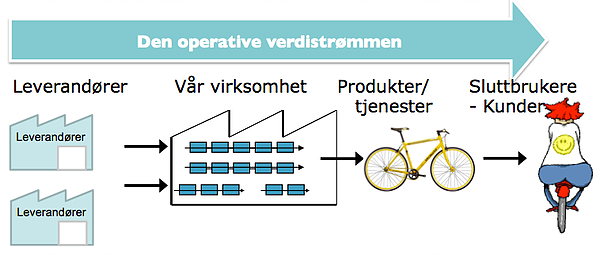 Den operative verdistrømmen
Leverandører
Vår virksomhet
Produkter/
tjenester
Sluttbrukere
- Kunder
Leverandører
Leverandører